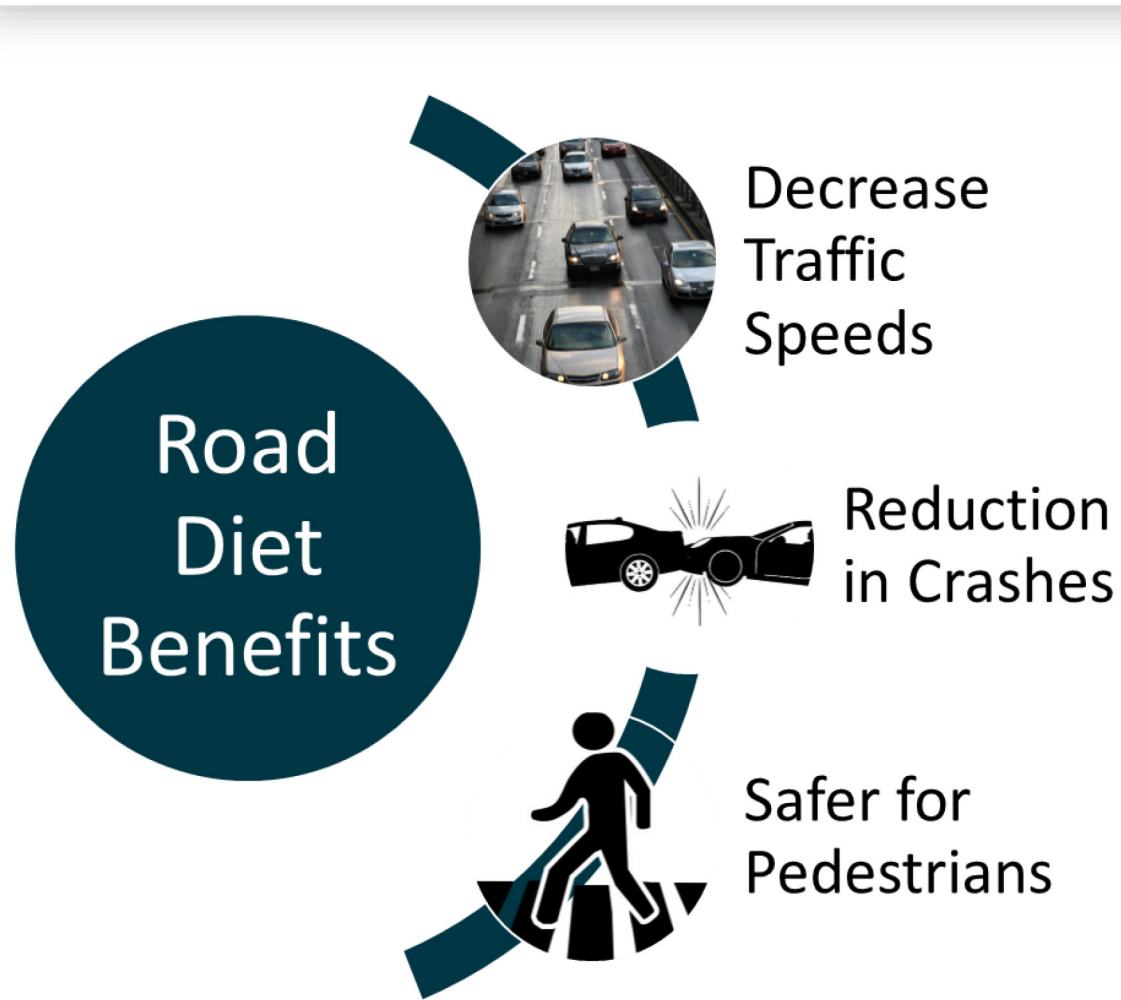 Road
Diet
Benefits
Decrease
Traffic
Speeds
Reduction
in Crashes
Safer for
Pedestrians